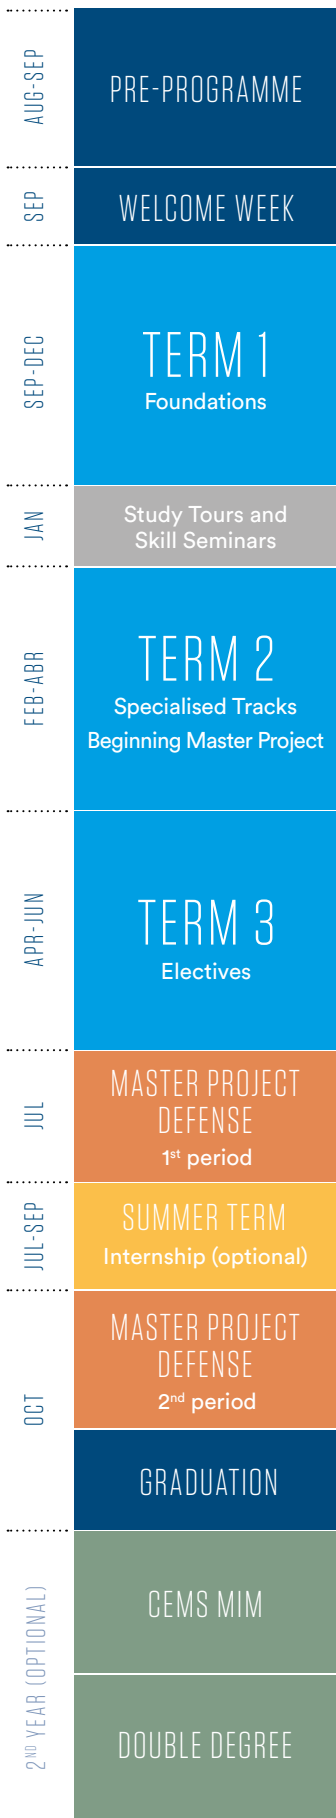 AUG-SEP
PRE-PROGRAMME
SEP
WELCOME WEEK
SEP-DEC
TERM 1
Foundations
JAN
Study Tours and
Skill Seminars
FEB-ABR
TERM 2
Specialised Tracks
Beginning Master Project
APR-JUN
TERM 3
Electives
JUL
MASTER PROJECT
DEFENSE
1st period
JUL-SEP
SUMMER TERM
Internship (optional)
OCT
MASTER PROJECT
DEFENSE
2nd period
GRADUATION
2ND YEAR (OPTIONAL)
CEMS MIM
DOUBLE DEGREE